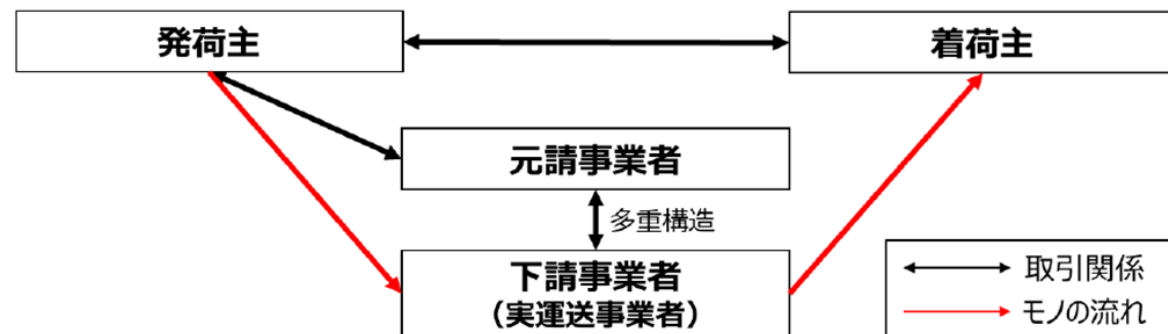 発荷主
着荷主
元請事業者
多重構造
下請事業者
（実運送事業者）
取引関係
モノの流れ